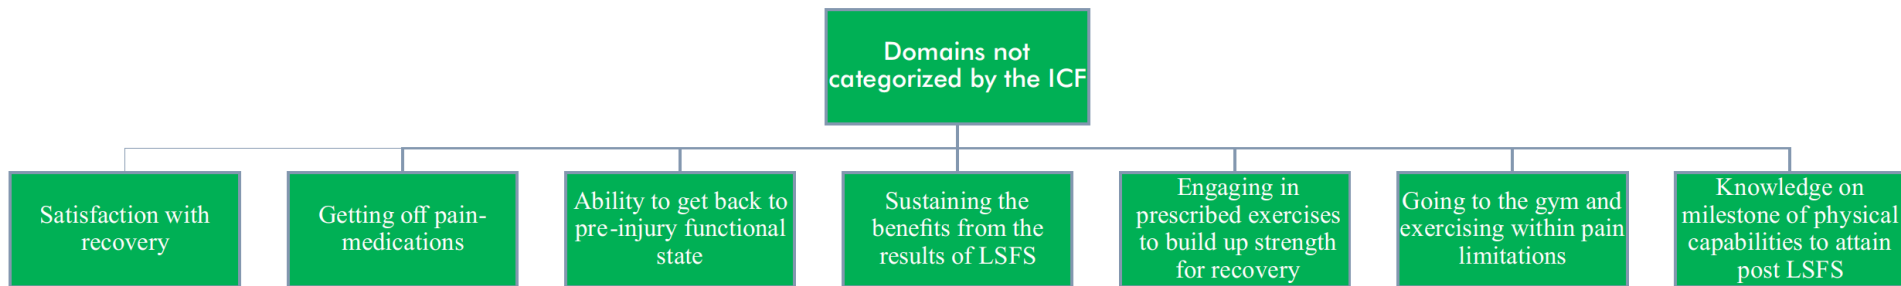 Domains not
categorized by the ICF
Satisfaction with
recovery
Getting off pain-
medications
Ability to get back to
pre-injury functional
state
Sustaining the
benefits from the
results of LSFS
Engaging in
prescribed exercises
to build up strength
for recovery
Going to the gym and
exercising within pain
limitations
Knowledge on
milestone of physical
capabilities to attain
post LSFS